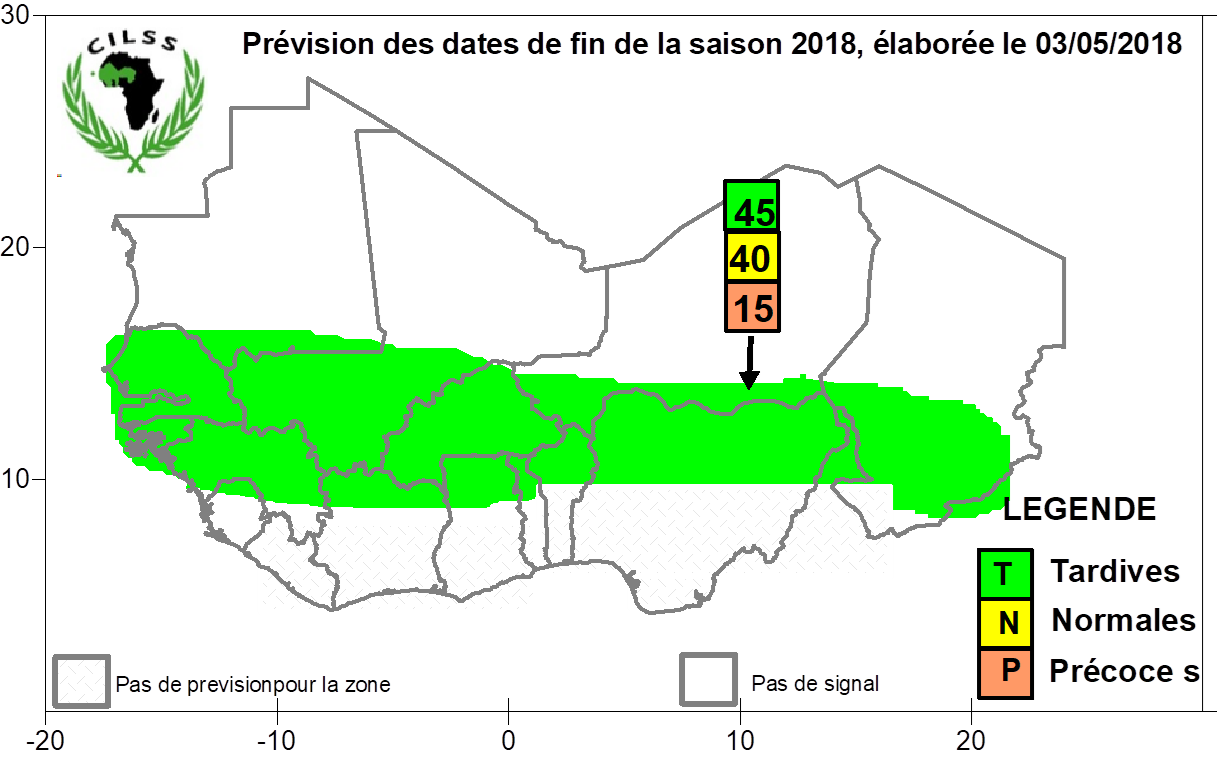 30
CILSS
Prévision des dates de fin de la saison 2018, élaborée le 03/05/2018
45
20
40
15
10
LEGENDE
T Tardives
N Normales
P Précoce s
Pas de previsionpour la zone
Pas de signal
-20 -10 0 10 20